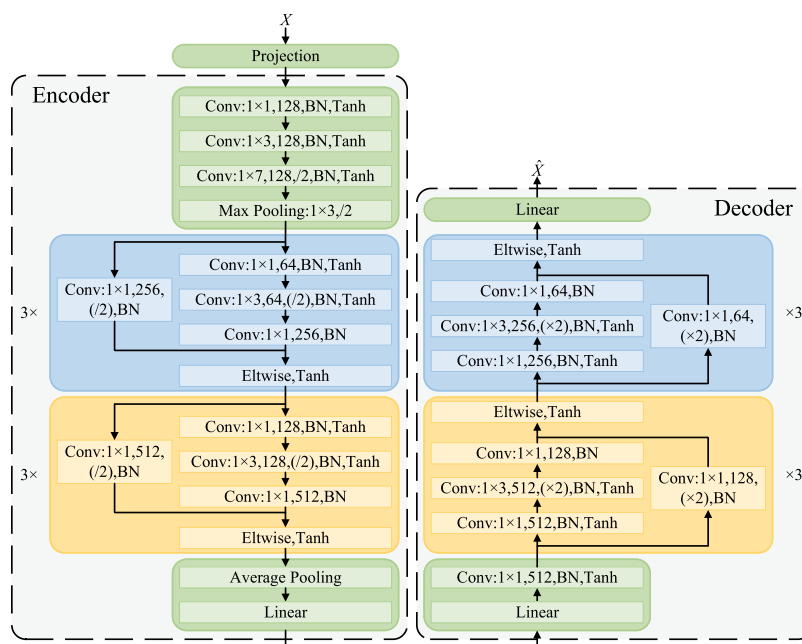 X
Projection
Encoder
Conv:1×1,128,BN,Tanh
Conv:1×3,128,BN,Tanh
Conv:1×7,128,/2,BN,Tanh
Max Pooling:1×3,/2
3×
Conv:1×1,256,
(/2),BN
Conv:1×1,64,BN,Tanh
Conv:1×3,64,(/2),BN,Tanh
Conv:1×1,256,BN
Eltwise,Tanh
3×
Conv:1×1,512,
(/2),BN
Conv:1×1,128,BN,Tanh
Conv:1×3,128,(/2),BN,Tanh
Conv:1×1,512,BN
Eltwise,Tanh
Average Pooling
Linear
X̂
Linear
Decoder
Eltwise,Tanh
Conv:1×1,64,BN
Conv:1×3,256,(×2),BN,Tanh
Conv:1×1,256,BN,Tanh
Conv:1×1,64,
(×2),BN
×3
Eltwise,Tanh
Conv:1×1,128,BN
Conv:1×3,512,(×2),BN,Tanh
Conv:1×1,512,BN,Tanh
Conv:1×1,128,
(×2),BN
×3
Conv:1×1,512,BN,Tanh
Linear